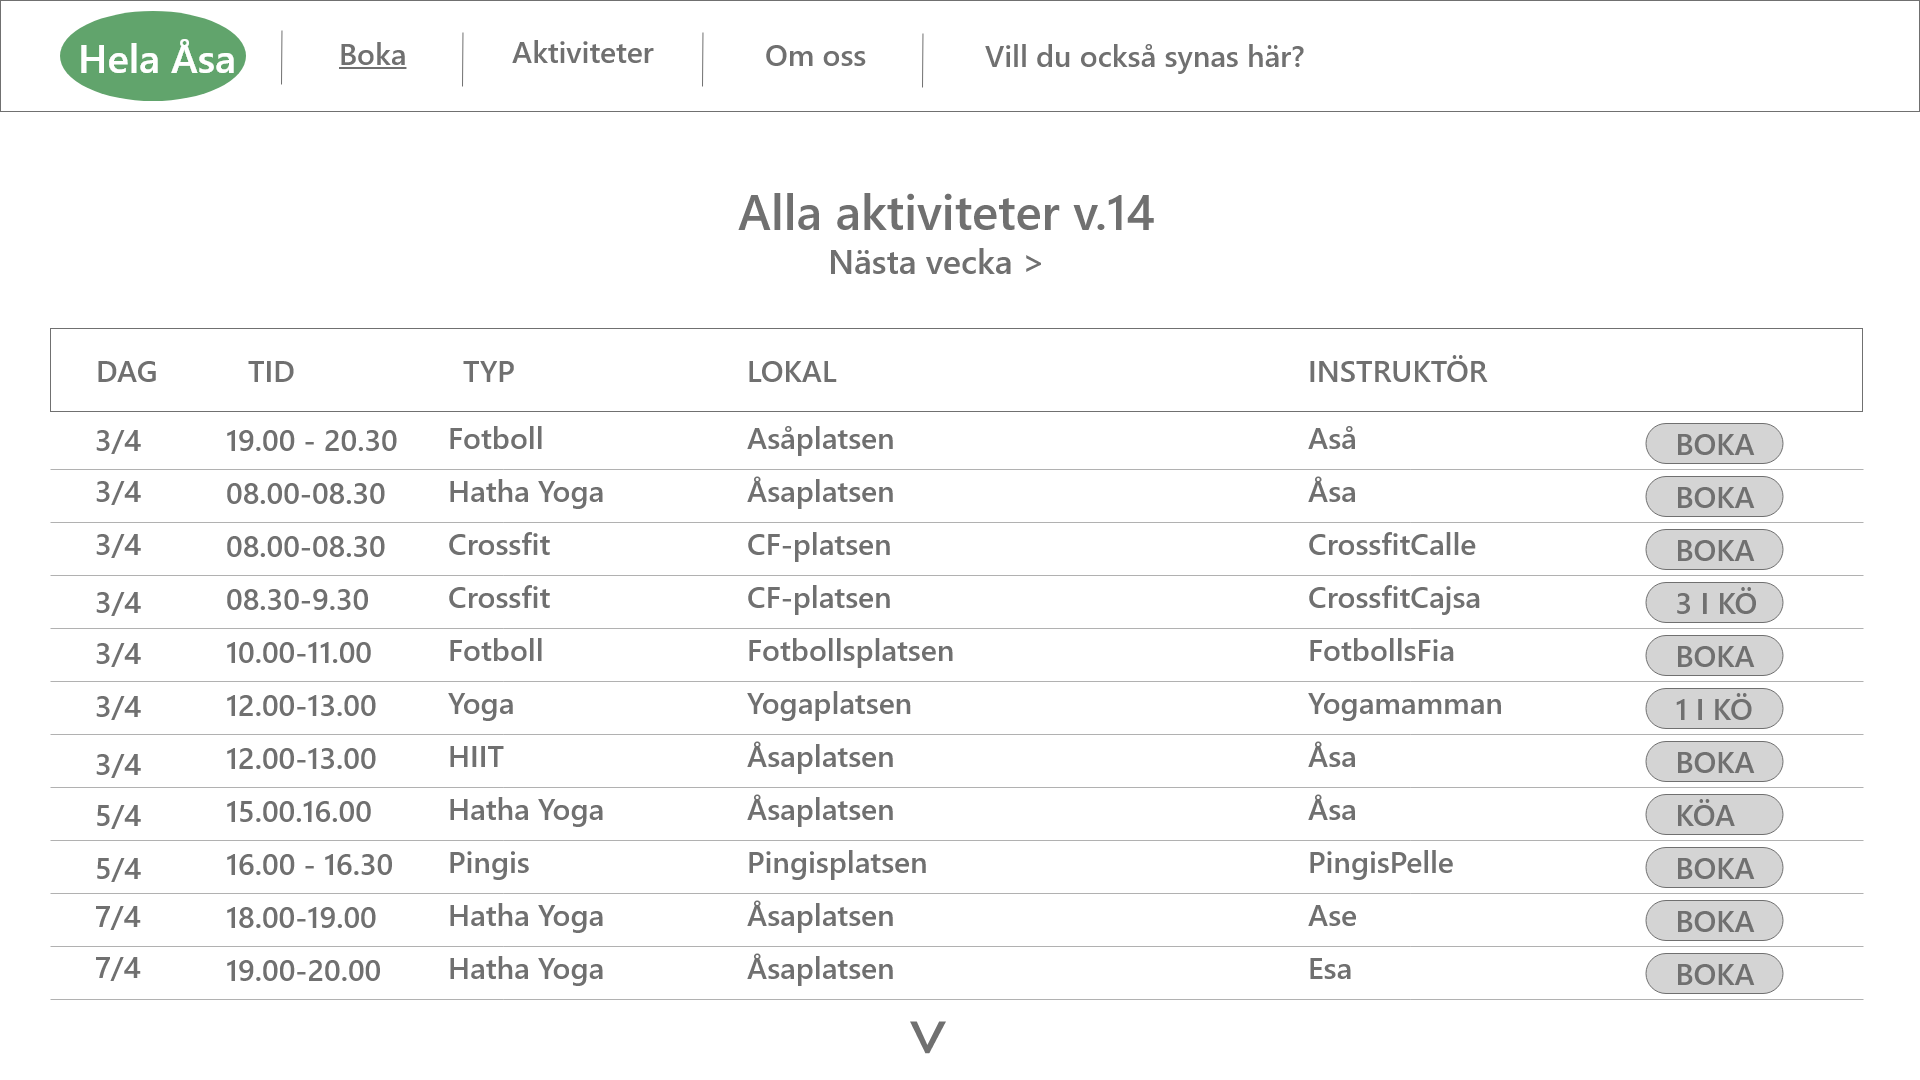 Hela Åsa
Boka
Aktiviteter
Om oss
Vill du också synas här?
Alla aktiviteter v.14
Nästa vecka >
DAG TID TYP LOKAL INSTRUKTÖR
3/4 19.00 - 20.30 Fotboll Asåplatsen Aså BOKA
3/4 08.00-08.30 Hatha Yoga Åsaplatsen Åsa BOKA
3/4 08.00-08.30 Crossfit CF-platsen CrossfitCalle BOKA
3/4 08.30-9.30 Crossfit CF-platsen CrossfitCajsa 3 I KÖ
3/4 10.00-11.00 Fotboll Fotbollsplatsen FotbollsFia BOKA
3/4 12.00-13.00 Yoga Yogaplatsen Yogamamman 1 I KÖ
3/4 12.00-13.00 HIIT Åsaplatsen Åsa BOKA
5/4 15.00.16.00 Hatha Yoga Åsaplatsen Åsa KÖA
5/4 16.00 - 16.30 Pingis Pingisplatsen PingisPelle BOKA
7/4 18.00-19.00 Hatha Yoga Åsaplatsen Ase BOKA
7/4 19.00-20.00 Hatha Yoga Åsaplatsen Esa BOKA